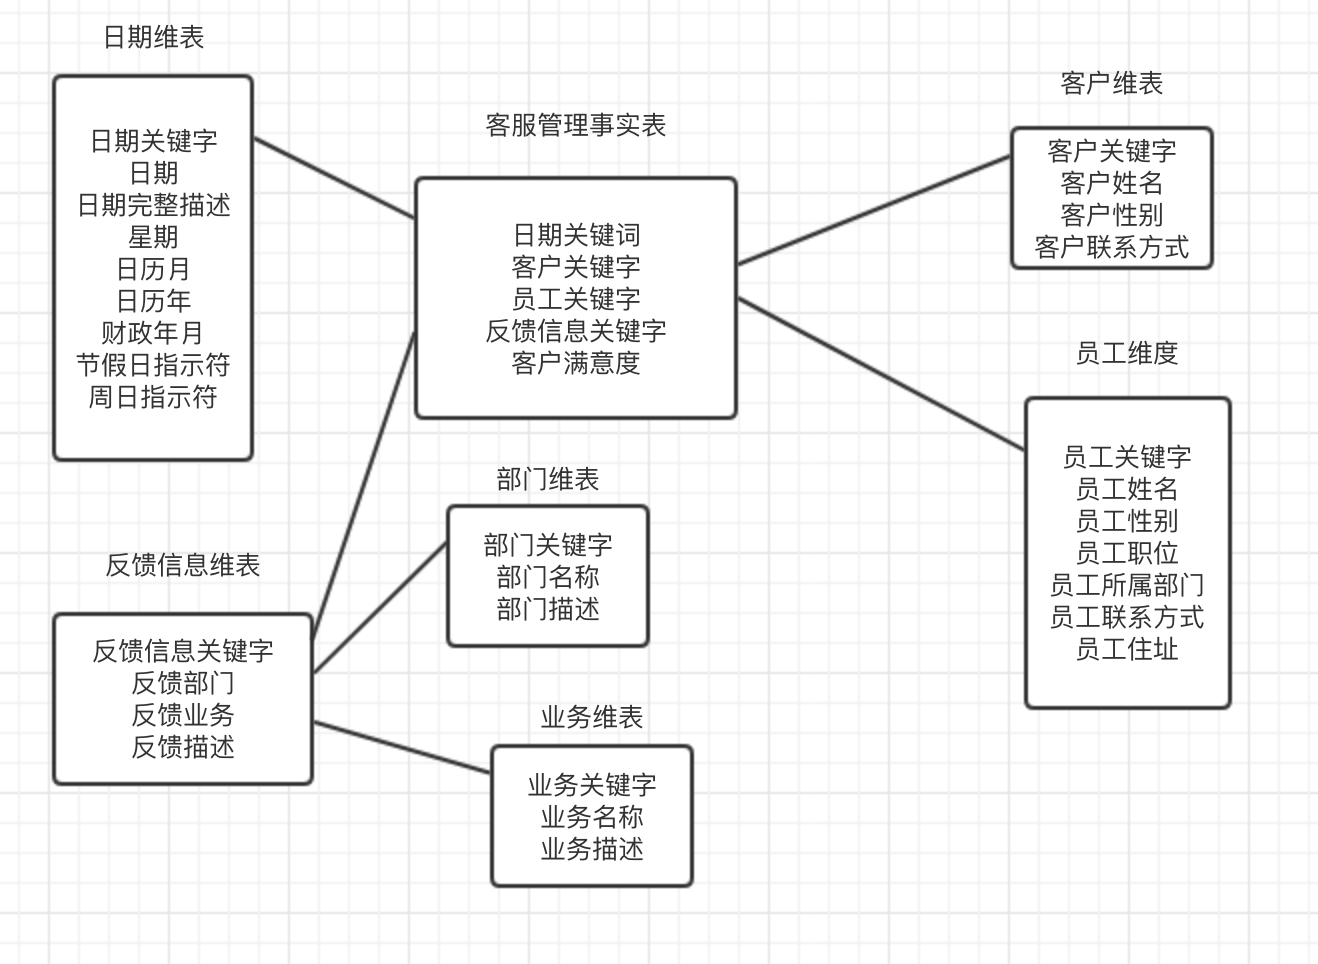 日期维表
日期关键字
日期
日期完整描述
星期
日历月
日历年
财政年月
节假日指示符
周日指示符
客服管理事实表
日期关键词
客户关键字
员工关键字
反馈信息关键字
客户满意度
客户维表
客户关键字
客户姓名
客户性别
客户联系方式
员工维度
员工关键字
员工姓名
员工性别
员工职位
员工所属部门
员工联系方式
员工住址
部门维表
部门关键字
部门名称
部门描述
反馈信息维表
反馈信息关键字
反馈部门
反馈业务
反馈描述
业务维表
业务关键字
业务名称
业务描述